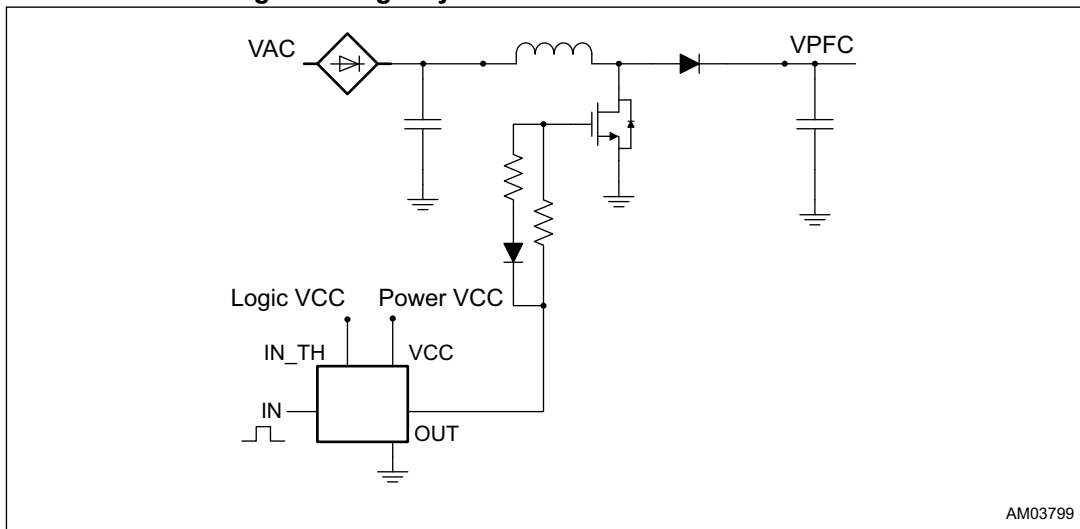 VAC
VPFC
Logic VCC Power VCC
IN_TH VCC
IN
OUT
AM03799